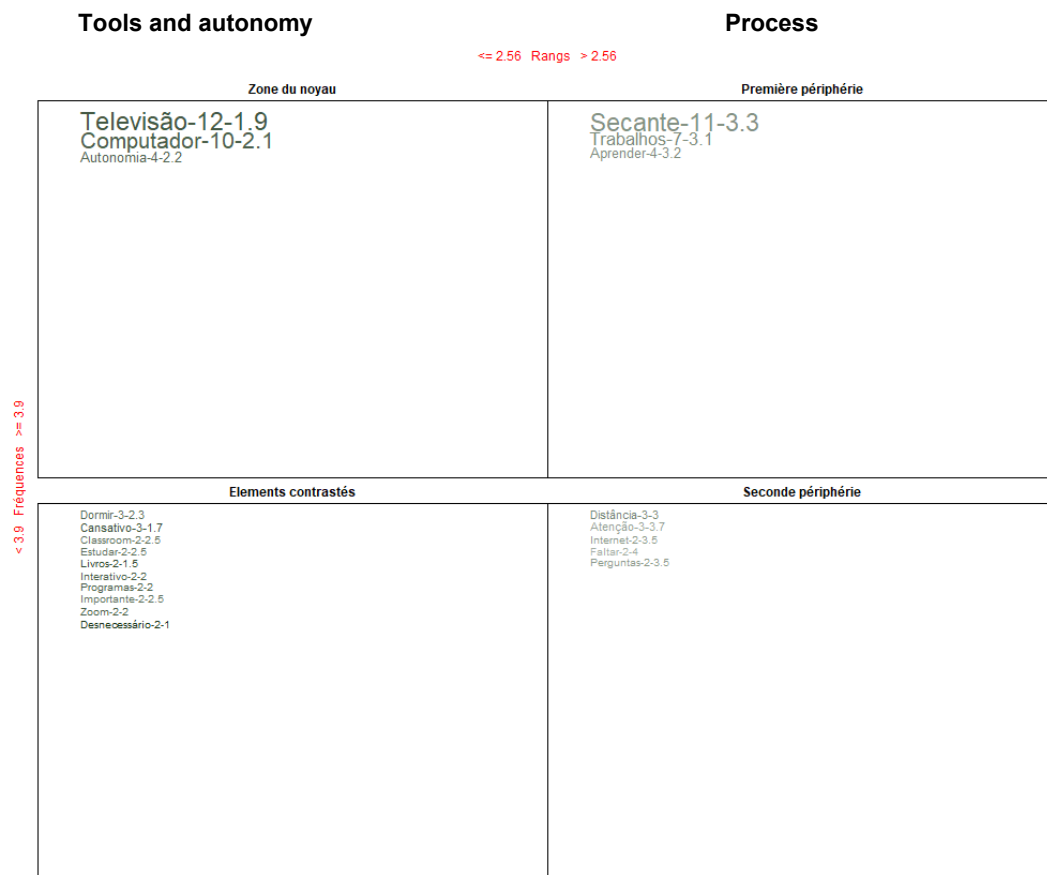 Tools and autonomy
Process
<= 2.56 Rangs > 2.56
Zone du noyau
Première périphérie
Televisão-12-1.9
Computador-10-2.1
Autonomia-4-2.2
Secante-11-3.3
Trabalhos-7-3.1
Aprender-4-3.2
< 3.9 Fréquences >= 3.9
Elements contrastés
Seconde périphérie
Dormir-3-2.3
Cansativo-3-1.7
Classroom-2-2.5
Estudar-2-2.5
Livros-2-1.5
Interativo-2-2
Programas-2-2
Importante-2-2.5
Zoom-2-2
Desnecessário-2-1
Distância-3-3
Atenção-3-3.7
Internet-2-3.5
Faltar-2-4
Perguntas-2-3.5